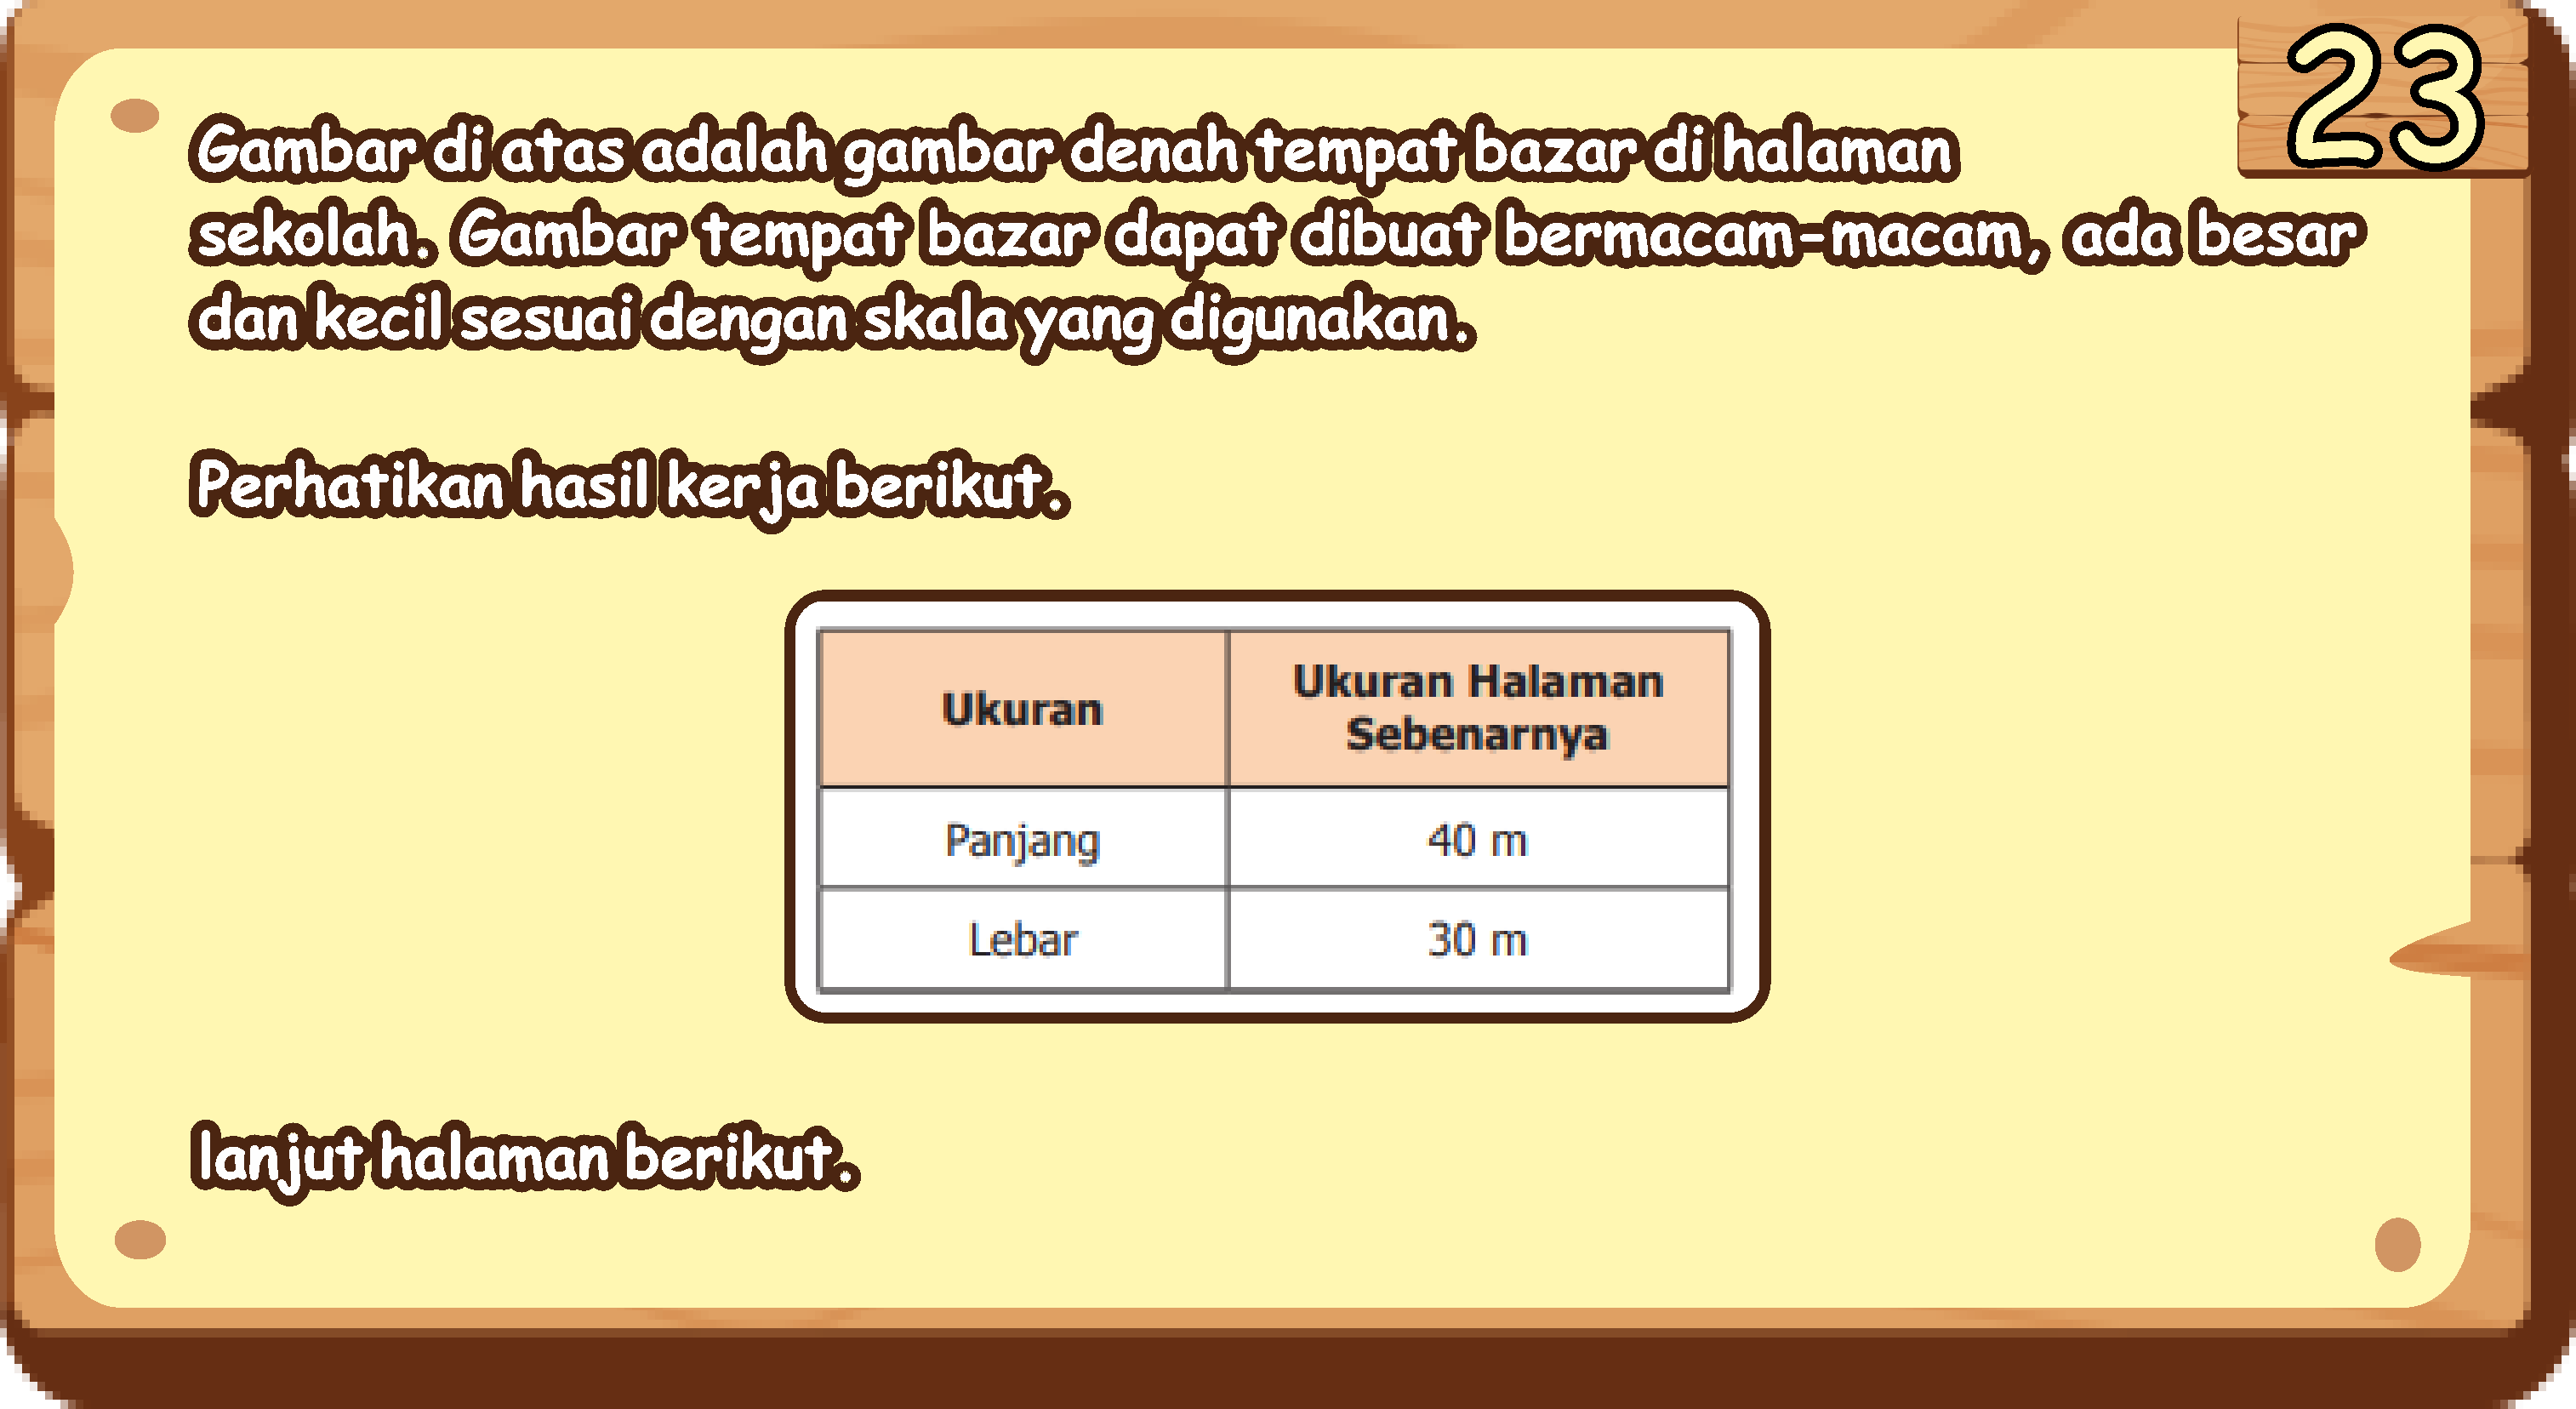 23
Gambar di atas adalah gambar denah tempat bazar di halaman
sekolah. Gambar tempat bazar dapat dibuat bermacam-macam, ada besar
dan kecil sesuai dengan skala yang digunakan.
Perhatikan hasil kerja berikut.
Ukuran
Ukuran Halaman
Sebenarnya
Panjang
40 m
Lebar
30 m
lanjut halaman berikut.